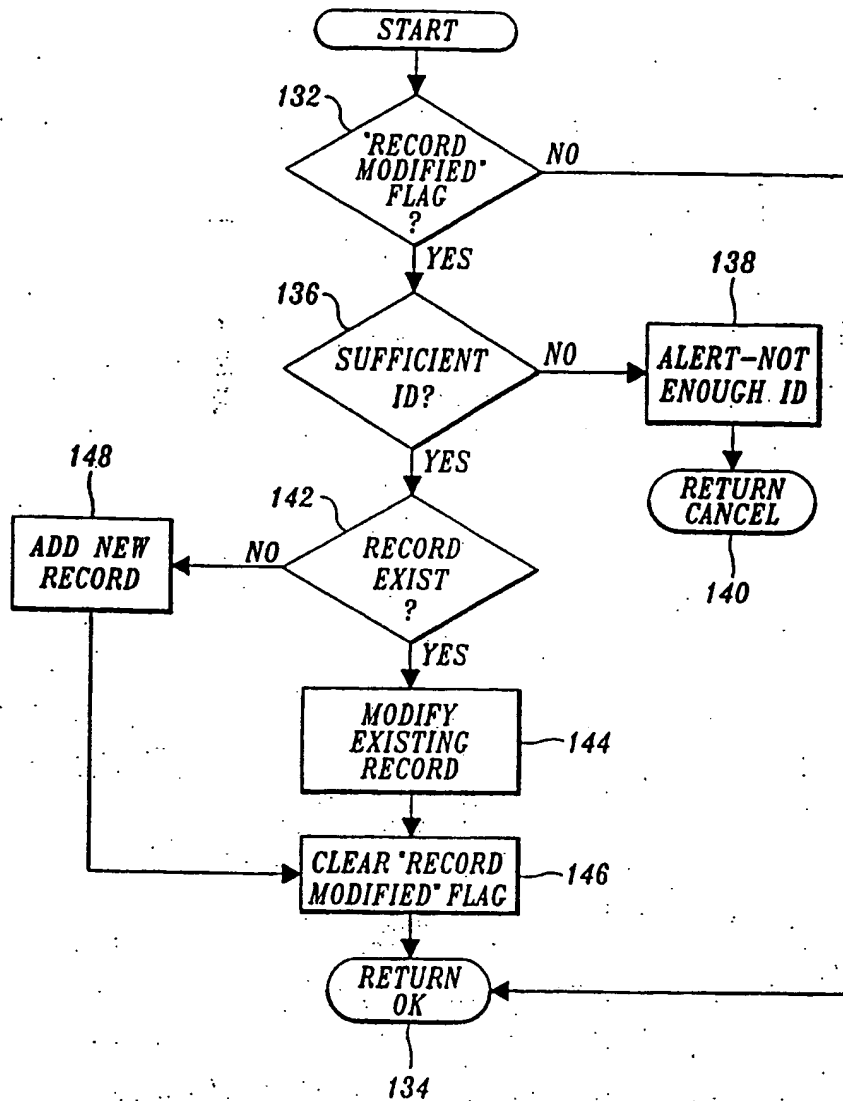 START
132
"RECORD
MODIFIED"
FLAG
?
NO
YES
136
SUFFICIENT
ID?
NO
138
ALERT-NOT
ENOUGH ID
YES
RETURN
CANCEL
140
148
ADD NEW
RECORD
142
NO
RECORD
EXIST
?
YES
MODIFY
EXISTING
RECORD
144
CLEAR "RECORD
MODIFIED" FLAG
146
RETURN
OK
134